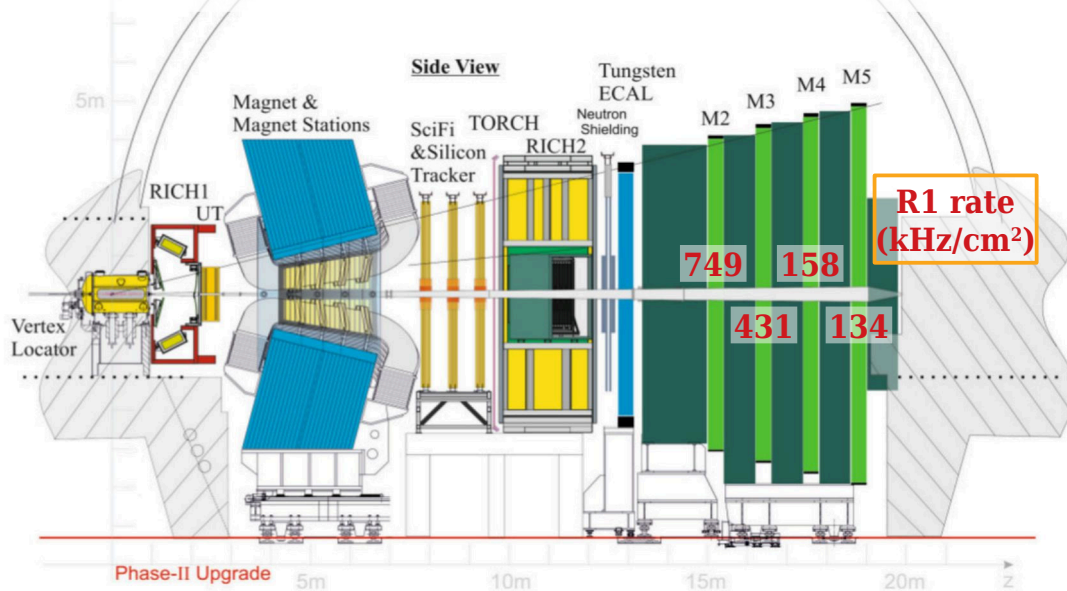 Side View
5m
Magnet &
Magnet Stations
SciFi
&Silicon
Tracker
TORCH
RICH2
Neutron
Shielding
Tungsten
ECAL
M2
M3
M4
M5
RICH1
UT
R1 rate
(kHz/cm²)
749
158
431
134
Vertex
Locator
Phase-II Upgrade
5m
10m
15m
20m
z